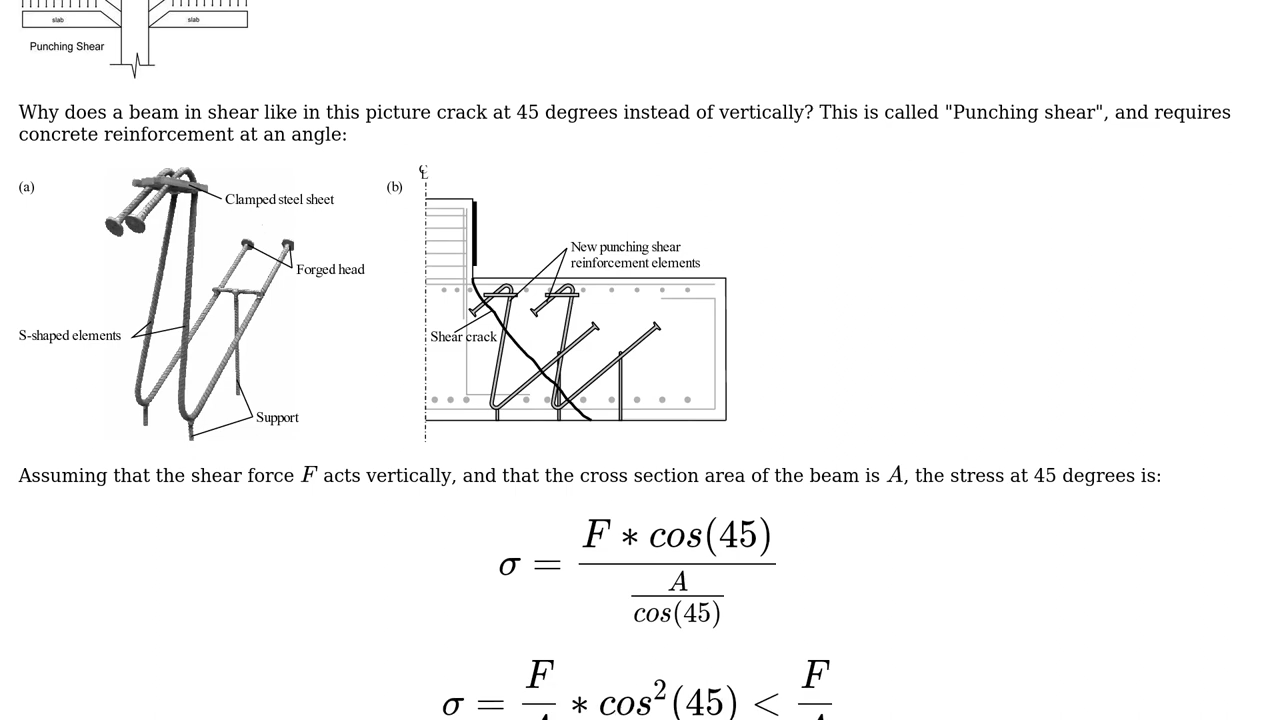 slab
slab
Punching Shear
Why does a beam in shear like in this picture crack at 45 degrees instead of vertically? This is called "Punching shear", and requires
concrete reinforcement at an angle:
(a)
Clamped steel sheet
Forged head
S-shaped elements
Support
(b)
℄
New punching shear
reinforcement elements
Shear crack
Assuming that the shear force F acts vertically, and that the cross section area of the beam is A, the stress at 45 degrees is:
σ = F ∗ cos(45) / (A / cos(45))
σ = F / A ∗ cos²(45) < F / A